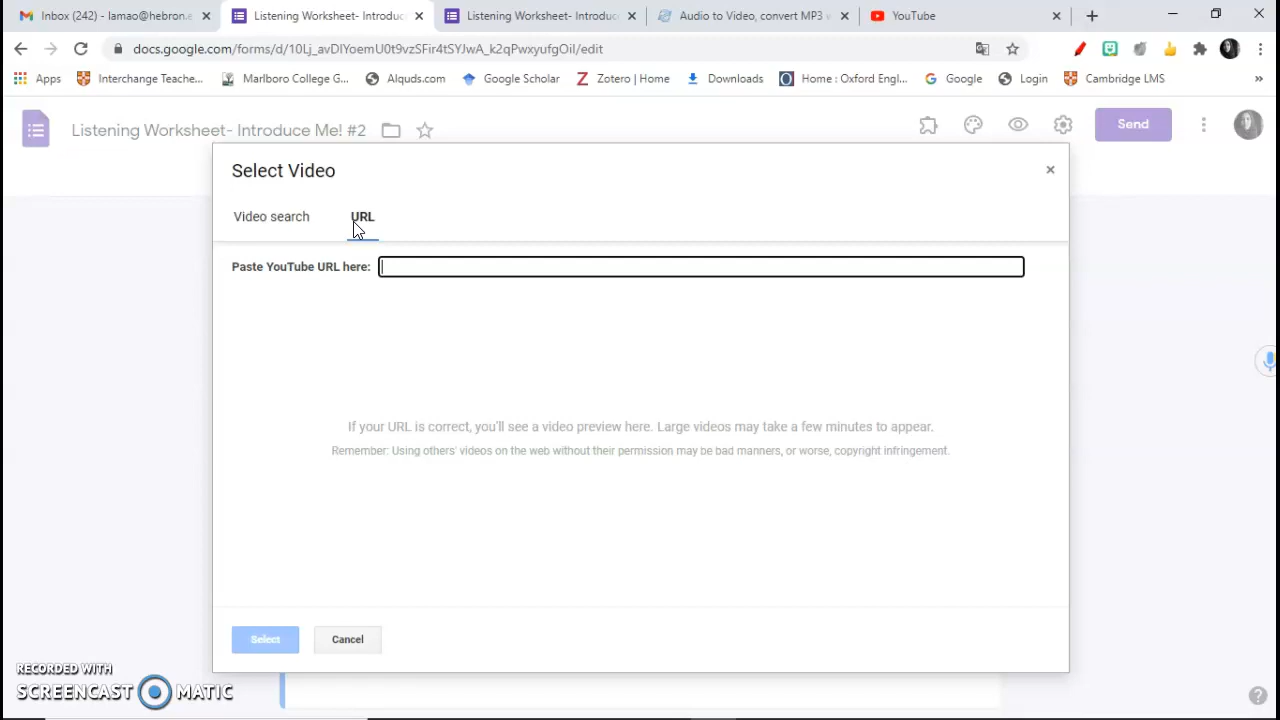 Inbox (242) - lamao@hebron.e
Listening Worksheet- Introduc
Listening Worksheet- Introduc
Audio to Video, convert MP3
YouTube
docs.google.com/forms/d/10Lj_avDIYoemU0t9vzSFir4tSYJwA_k2qPwxyufgOiI/edit
Apps
Interchange Teache...
Marlboro College G...
Alquds.com
Google Scholar
Zotero | Home
Downloads
Home : Oxford Engl...
Google
Login
Cambridge LMS
»
Listening Worksheet- Introduce Me! #2
Send
Select Video
Video search
URL
Paste YouTube URL here:
If your URL is correct, you'll see a video preview here. Large videos may take a few minutes to appear.
Remember: Using others' videos on the web without their permission may be bad manners, or worse, copyright infringement.
Select
Cancel
RECORDED WITH
SCREENCAST MATIC